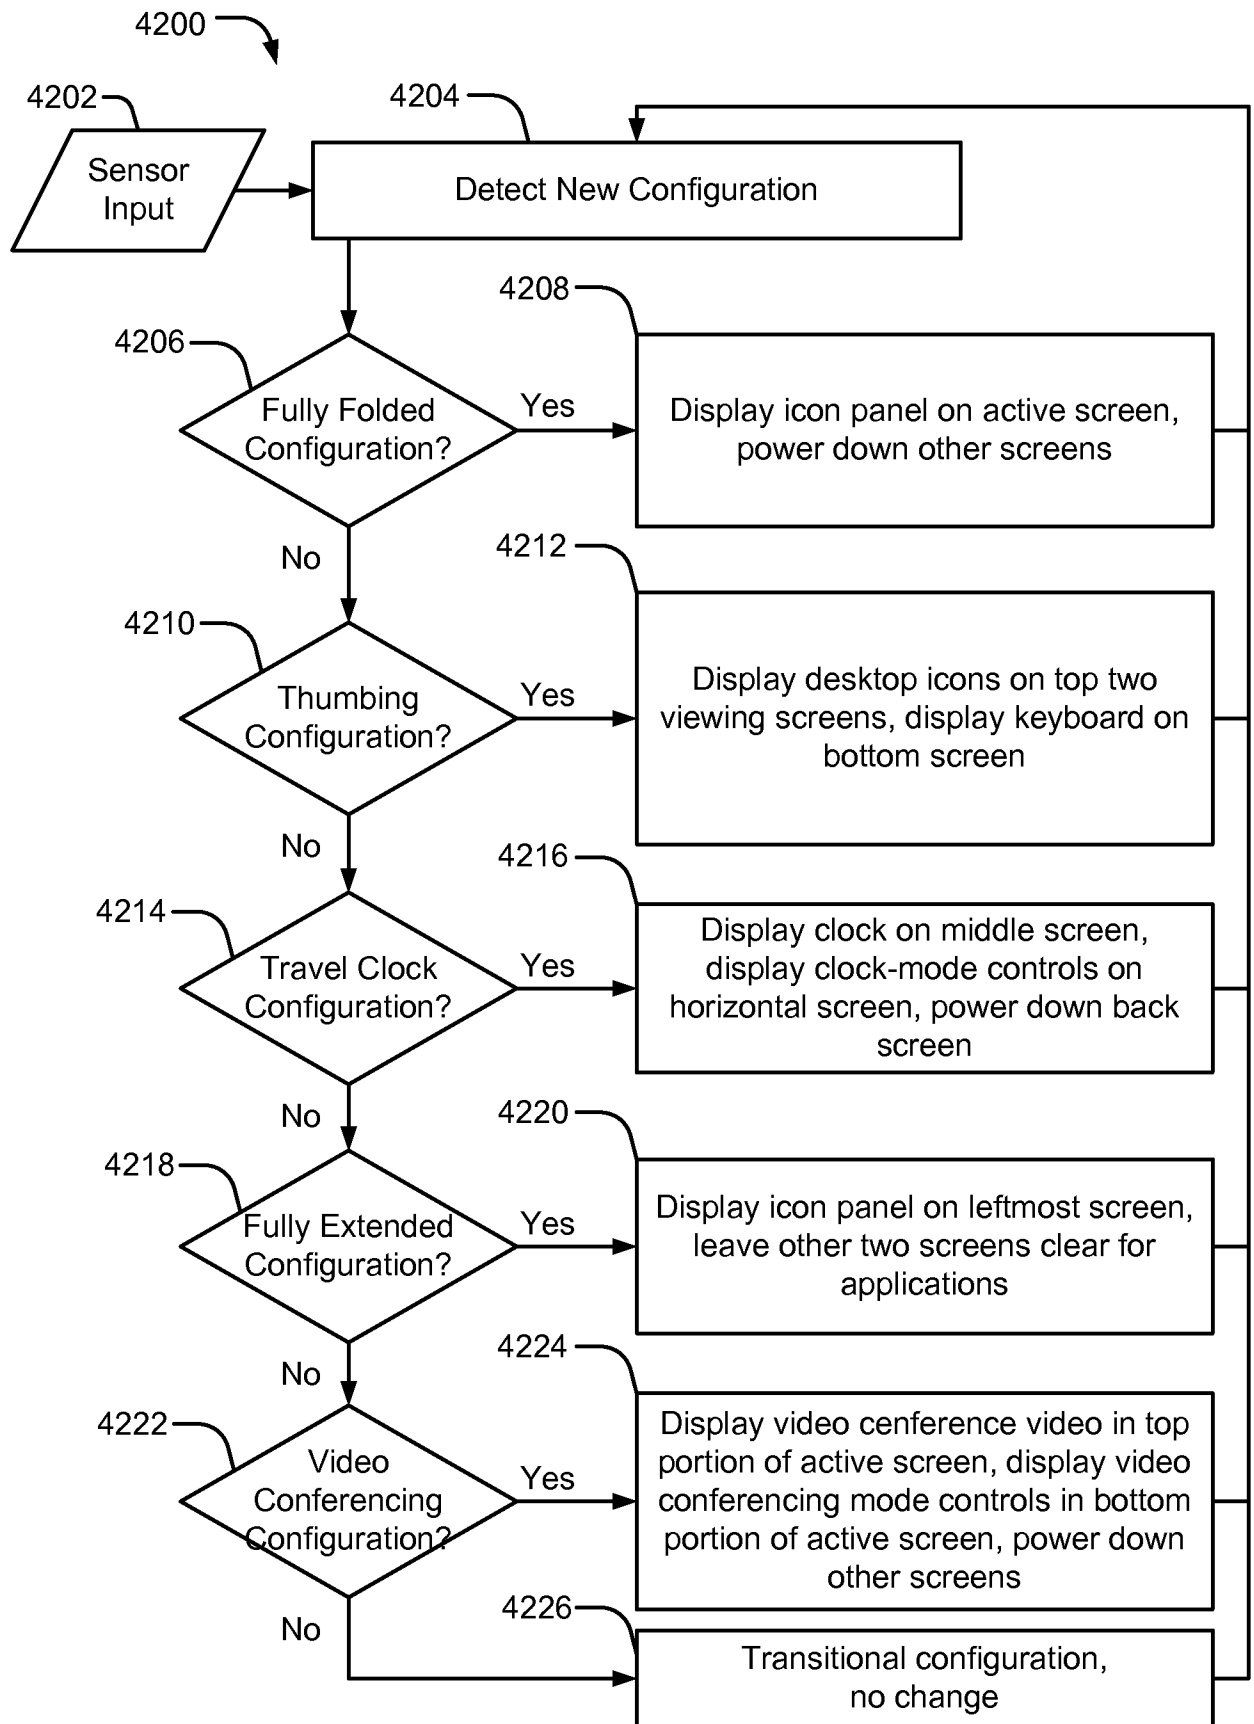 4200
4202
4204
Sensor
Input
Detect New Configuration
4206
4208
Fully Folded
Configuration?
Yes
Display icon panel on active screen,
power down other screens
No
4210
4212
Thumbing
Configuration?
Yes
Display desktop icons on top two
viewing screens, display keyboard on
bottom screen
No
4214
4216
Travel Clock
Configuration?
Yes
Display clock on middle screen,
display clock-mode controls on
horizontal screen, power down back
screen
No
4218
4220
Fully Extended
Configuration?
Yes
Display icon panel on leftmost screen,
leave other two screens clear for
applications
No
4222
4224
Video
Conferencing
Configuration?
Yes
Display video cenference video in top
portion of active screen, display video
conferencing mode controls in bottom
portion of active screen, power down
other screens
No
4226
Transitional configuration,
no change